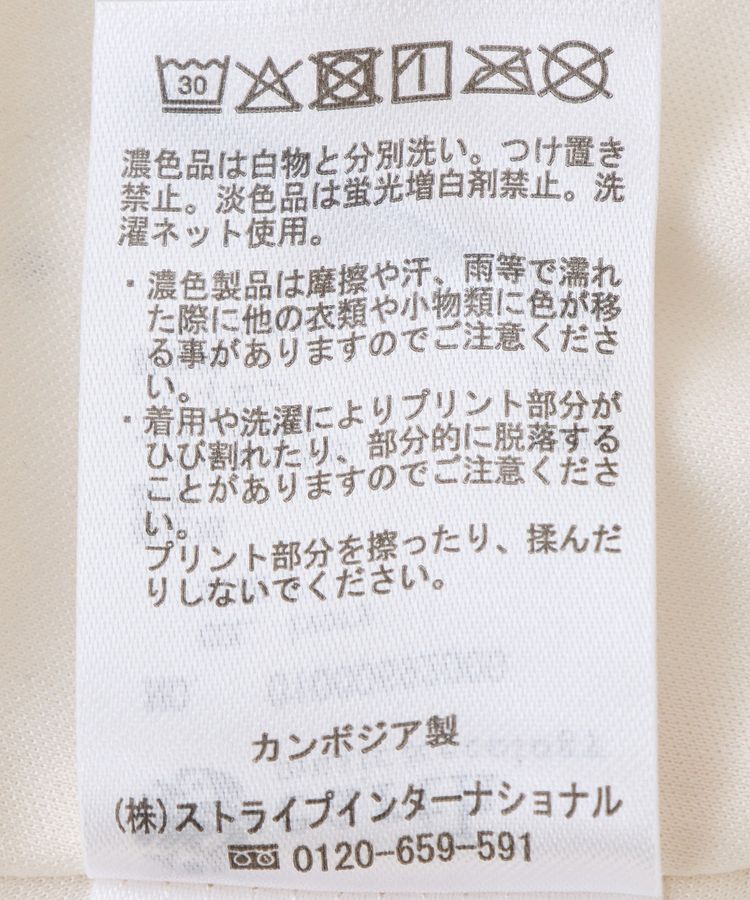 30
濃色品は白物と分別洗い。つけ置き
禁止。淡色品は蛍光増白剤禁止。洗
濯ネット使用。
・濃色製品は摩擦や汗、雨等で濡れ
た際に他の衣類や小物類に色が移
る事がありますのでご注意くださ
い。
・着用や洗濯によりプリント部分が
ひび割れたり、部分的に脱落する
ことがありますのでご注意くださ
い。
プリント部分を擦ったり、揉んだ
りしないでください。
カンボジア製
(株)ストライプインターナショナル
0120-659-591